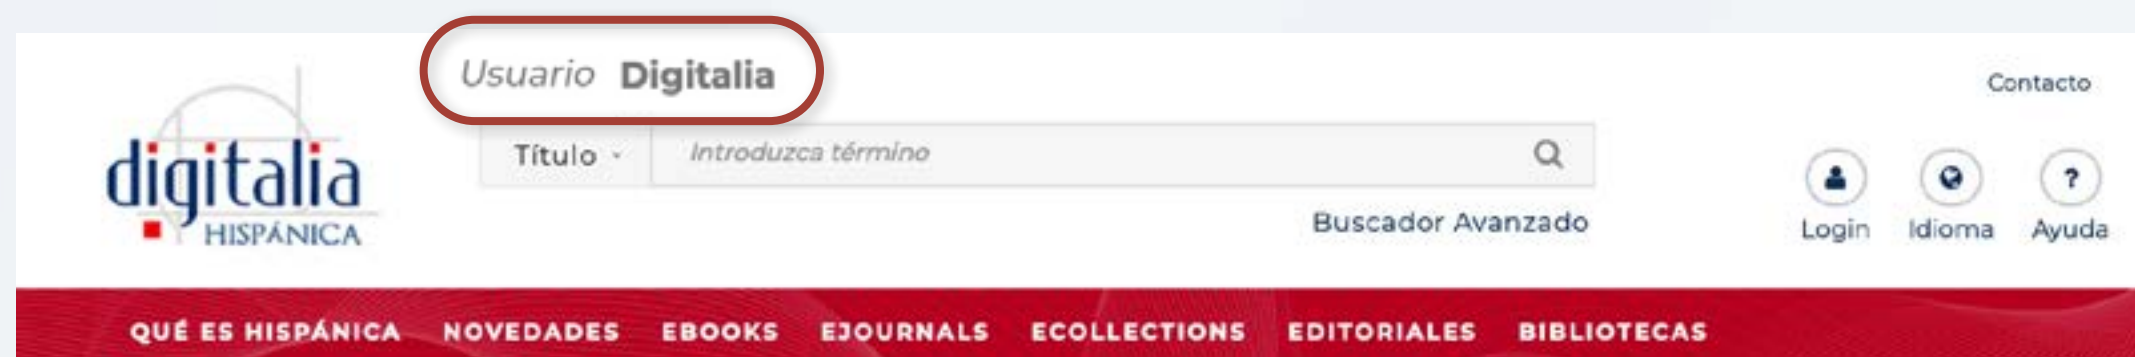 Usuario Digitalia
Contacto
digitalia
HISPÁNICA
Título
Introduzca término
Buscador Avanzado
?
Login Idioma Ayuda
QUÉ ES HISPÁNICA NOVEDADES EBOOKS EJOURNALS ECOLLECTIONS EDITORIALES BIBLIOTECAS